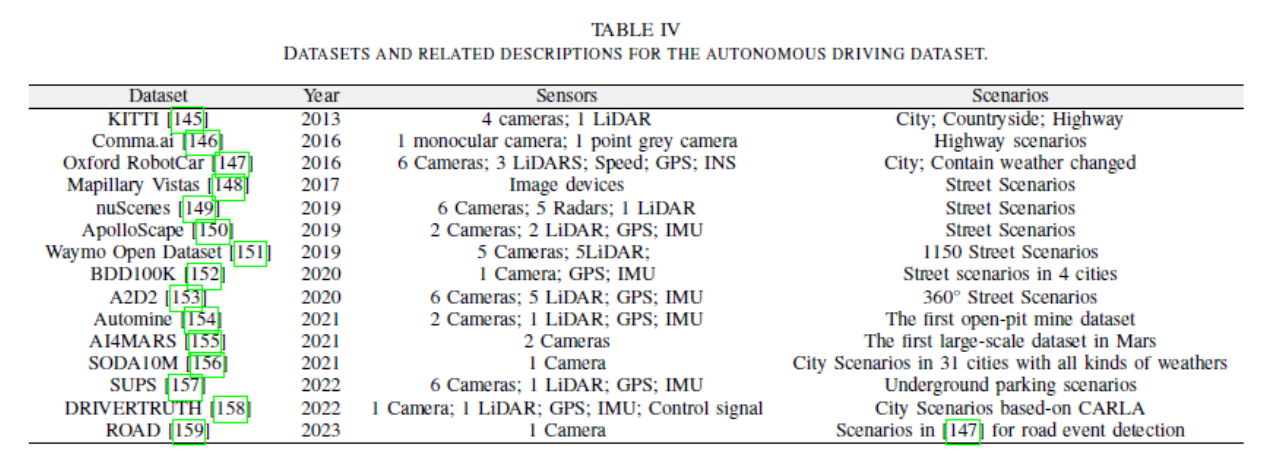 TABLE IV
DATASETS AND RELATED DESCRIPTIONS FOR THE AUTONOMOUS DRIVING DATASET.
Dataset Year Sensors Scenarios
KITTI [145] 2013 4 cameras; 1 LiDAR City; Countryside; Highway
Comma.ai [146] 2016 1 monocular camera; 1 point grey camera Highway scenarios
Oxford RobotCar [147] 2016 6 Cameras; 3 LiDARS; Speed; GPS; INS City; Contain weather changed
Mapillary Vistas [148] 2017 Image devices Street Scenarios
nuScenes [149] 2019 6 Cameras; 5 Radars; 1 LiDAR Street Scenarios
ApolloScape [150] 2019 2 Cameras; 2 LiDAR; GPS; IMU Street Scenarios
Waymo Open Dataset [151] 2019 5 Cameras; 5LiDAR; 1150 Street Scenarios
BDD100K [152] 2020 1 Camera; GPS; IMU Street scenarios in 4 cities
A2D2 [153] 2020 6 Cameras; 5 LiDAR; GPS; IMU 360° Street Scenarios
Automine [154] 2021 2 Cameras; 1 LiDAR; GPS; IMU The first open-pit mine dataset
AI4MARS [155] 2021 2 Cameras The first large-scale dataset in Mars
SODA10M [156] 2021 1 Camera City Scenarios in 31 cities with all kinds of weathers
SUPS [157] 2022 6 Cameras; 1 LiDAR; GPS; IMU Underground parking scenarios
DRIVERTRUTH [158] 2022 1 Camera; 1 LiDAR; GPS; IMU; Control signal City Scenarios based-on CARLA
ROAD [159] 2023 1 Camera Scenarios in [147] for road event detection